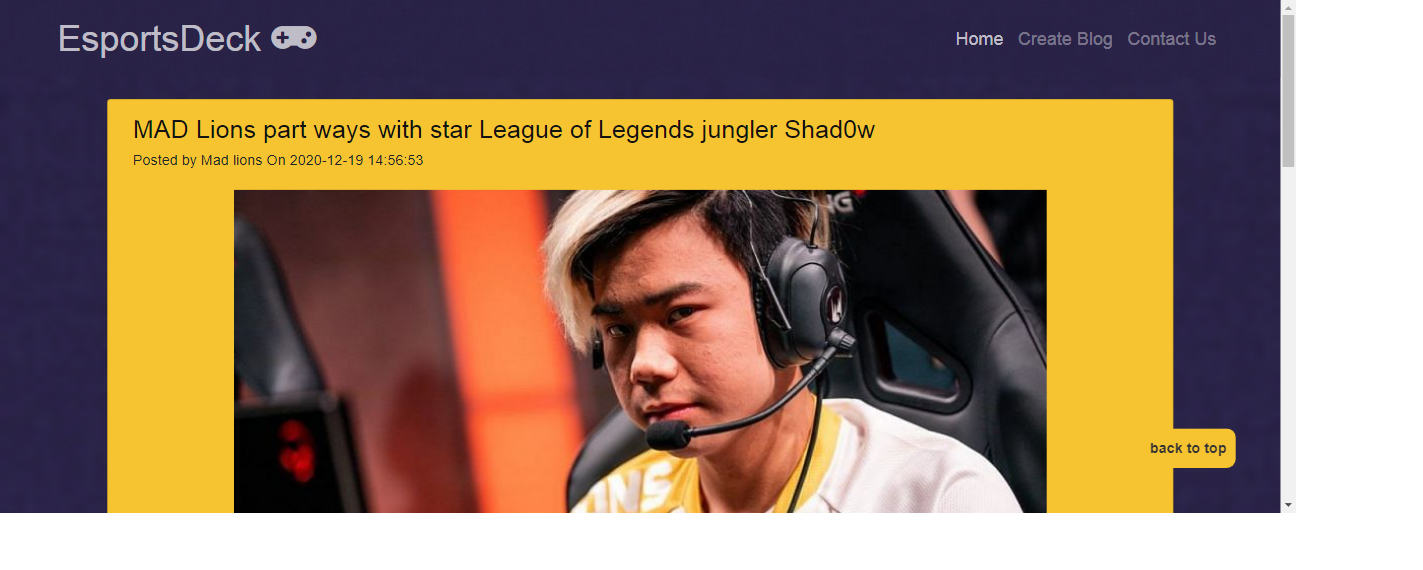 EsportsDeck
Home Create Blog Contact Us
MAD Lions part ways with star League of Legends jungler Shad0w
Posted by Mad lions On 2020-12-19 14:56:53
back to top